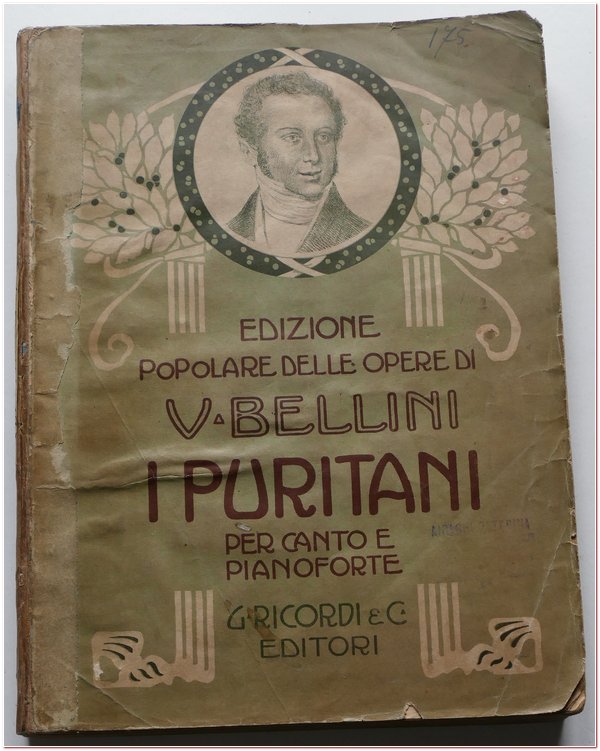 175
EDIZIONE
POPOLARE DELLE OPERE DI
V. BELLINI
I PURITANI
PER CANTO E
PIANOFORTE
G. RICORDI & C.
EDITORI